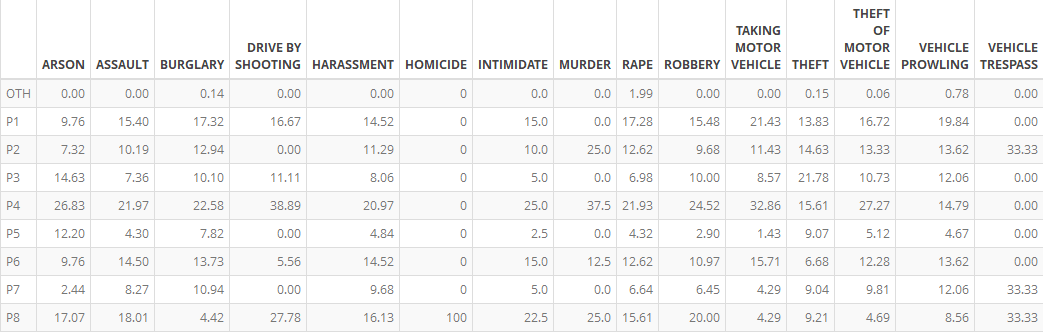 ARSON ASSAULT BURGLARY DRIVE BY SHOOTING HARASSMENT HOMICIDE INTIMIDATE MURDER RAPE ROBBERY TAKING MOTOR VEHICLE THEFT THEFT OF MOTOR VEHICLE VEHICLE PROWLING VEHICLE TRESPASS
OTH 0.00 0.00 0.14 0.00 0.00 0 0.0 0.0 1.99 0.00 0.00 0.15 0.06 0.78 0.00
P1 9.76 15.40 17.32 16.67 14.52 0 15.0 0.0 17.28 15.48 21.43 13.83 16.72 19.84 0.00
P2 7.32 10.19 12.94 0.00 11.29 0 10.0 25.0 12.62 9.68 11.43 14.63 13.33 13.62 33.33
P3 14.63 7.36 10.10 11.11 8.06 0 5.0 0.0 6.98 10.00 8.57 21.78 10.73 12.06 0.00
P4 26.83 21.97 22.58 38.89 20.97 0 25.0 37.5 21.93 24.52 32.86 15.61 27.27 14.79 0.00
P5 12.20 4.30 7.82 0.00 4.84 0 2.5 0.0 4.32 2.90 1.43 9.07 5.12 4.67 0.00
P6 9.76 14.50 13.73 5.56 14.52 0 15.0 12.5 12.62 10.97 15.71 6.68 12.28 13.62 0.00
P7 2.44 8.27 10.94 0.00 9.68 0 5.0 0.0 6.64 6.45 4.29 9.04 9.81 12.06 33.33
P8 17.07 18.01 4.42 27.78 16.13 100 22.5 25.0 15.61 20.00 4.29 9.21 4.69 8.56 33.33